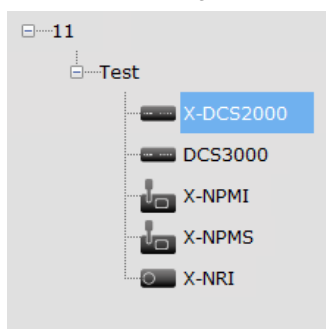 11
Test
X-DCS2000
DCS3000
X-NPMI
X-NPMS
X-NRI